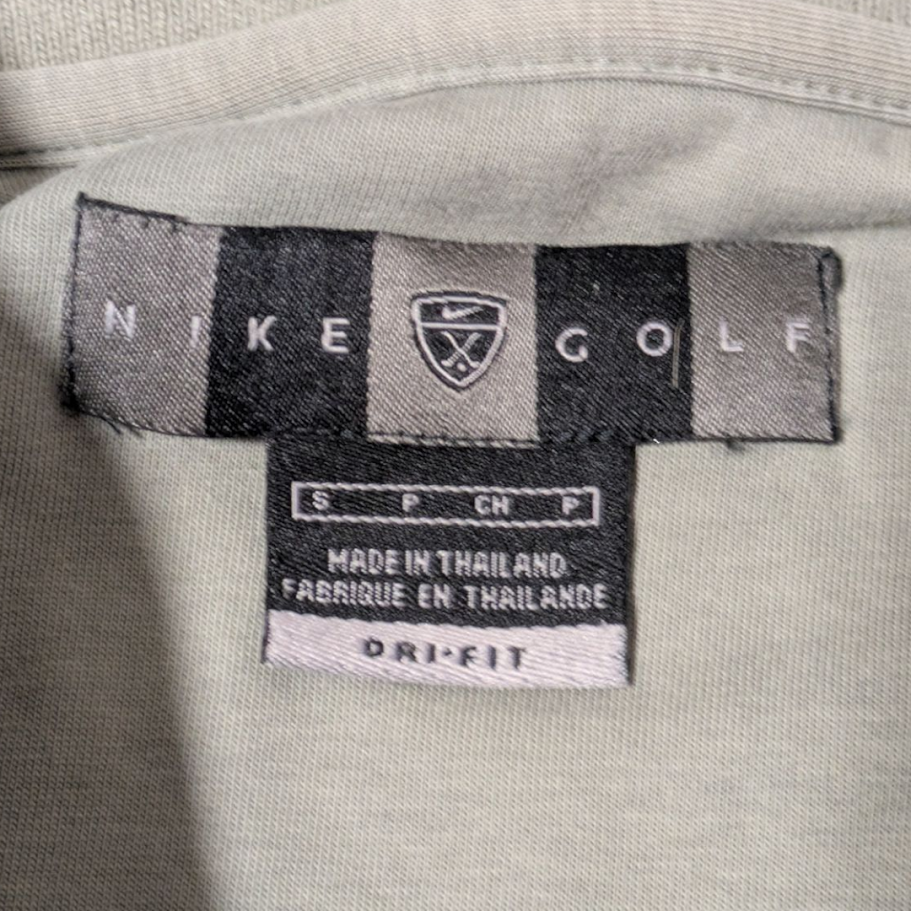 NIKE GOLF
S P CH P
MADE IN THAILAND
FABRIQUE EN THAILANDE
DRI•FIT